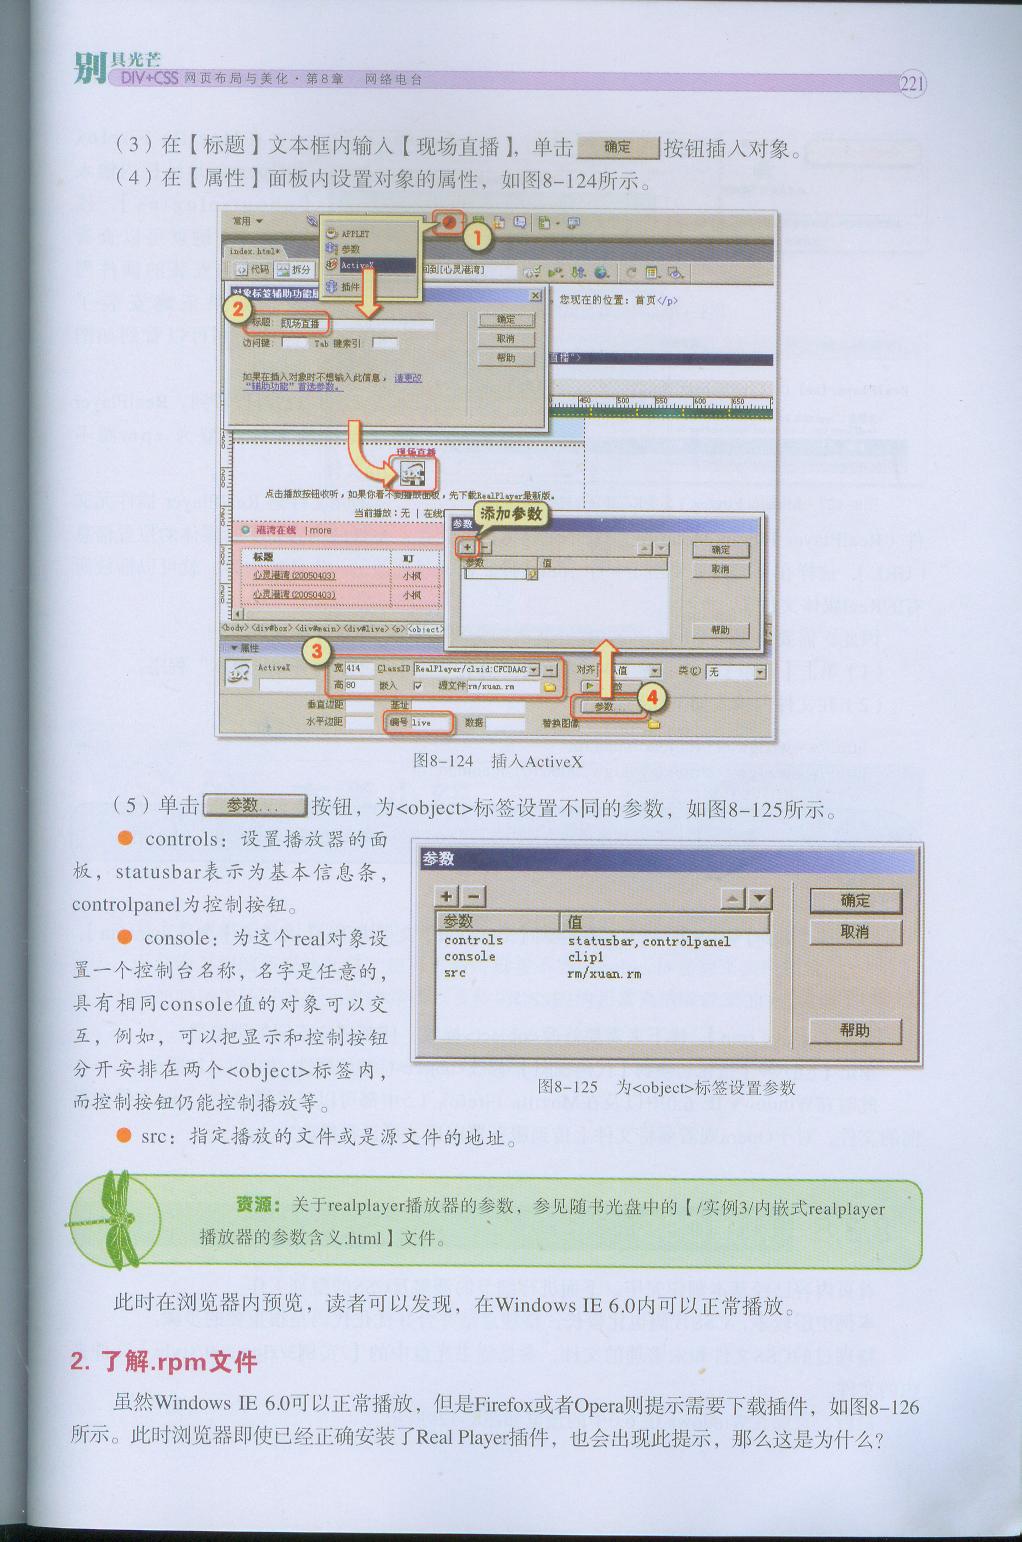 别具光芒
DIV+CSS 网页布局与美化·第8章 网络电台
221
（3）在【标题】文本框内输入【现场直播】，单击 确定 按钮插入对象。
（4）在【属性】面板内设置对象的属性，如图8-124所示。
常用
APPLET
参数
ActiveX
插件
1
index.html*
代码 拆分
回到[心灵港湾]
，您现在的位置：首页</p>
对象标签辅助功能属
2
标题：现场直播
访问键： Tab 键索引：
确定
取消
帮助
如果在插入对象时不想输入此信息，请更改
“辅助功能”首选参数。
直播">
450 500 550 600 650
现场直播
点击播放按钮收听，如果你看不到播放面板，先下载RealPlayer最新版。
当前播放：无 | 在线
添加参数
港湾在线 | more
标题 MJ
心灵港湾(20050403) 小枫
心灵港湾(20050403) 小枫
参数
+ -
参数 值
确定
取消
帮助
<body> <div#box> <div#main> <div#live> <p> <object>
属性
3
ActiveX
宽 414 ClassID RealPlayer/clsid:CFCDAA0
高 80 嵌入 源文件 rm/xuan.rm
对齐 类(C) 无
垂直边距 基址
参数...
4
水平边距 编号 live 数据 替换图像
图8-124 插入ActiveX
（5）单击 参数... 按钮，为<object>标签设置不同的参数，如图8-125所示。
● controls：设置播放器的面
板，statusbar表示为基本信息条，
controlpanel为控制按钮。
● console：为这个real对象设
置一个控制台名称，名字是任意的，
具有相同console值的对象可以交
互，例如，可以把显示和控制按钮
分开安排在两个<object>标签内，
而控制按钮仍能控制播放等。
● src：指定播放的文件或是源文件的地址。
参数
+ -
参数 值
controls statusbar,controlpanel
console clip1
src rm/xuan.rm
确定
取消
帮助
图8-125 为<object>标签设置参数
资源：关于realplayer播放器的参数，参见随书光盘中的【/实例3/内嵌式realplayer
播放器的参数含义.html】文件。
此时在浏览器内预览，读者可以发现，在Windows IE 6.0内可以正常播放。
2. 了解.rpm文件
虽然Windows IE 6.0可以正常播放，但是Firefox或者Opera则提示需要下载插件，如图8-126
所示。此时浏览器即使已经正确安装了Real Player插件，也会出现此提示，那么这是为什么？